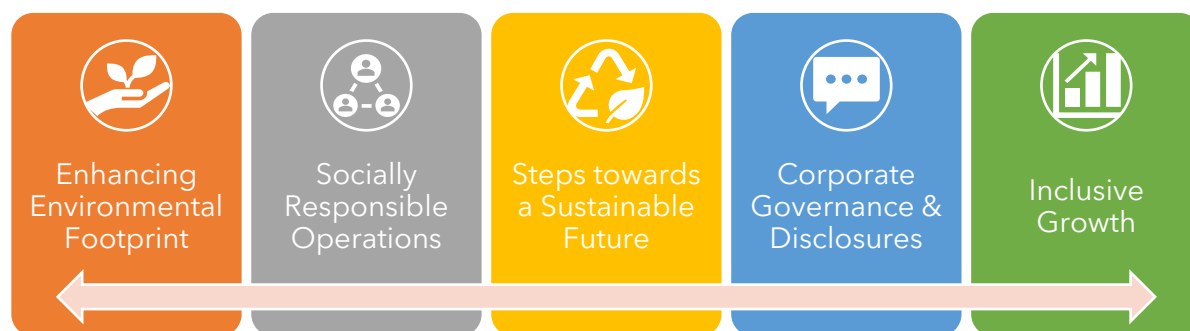 Enhancing
Environmental
Footprint
Socially
Responsible
Operations
Steps towards
a Sustainable
Future
Corporate
Governance &
Disclosures
Inclusive
Growth